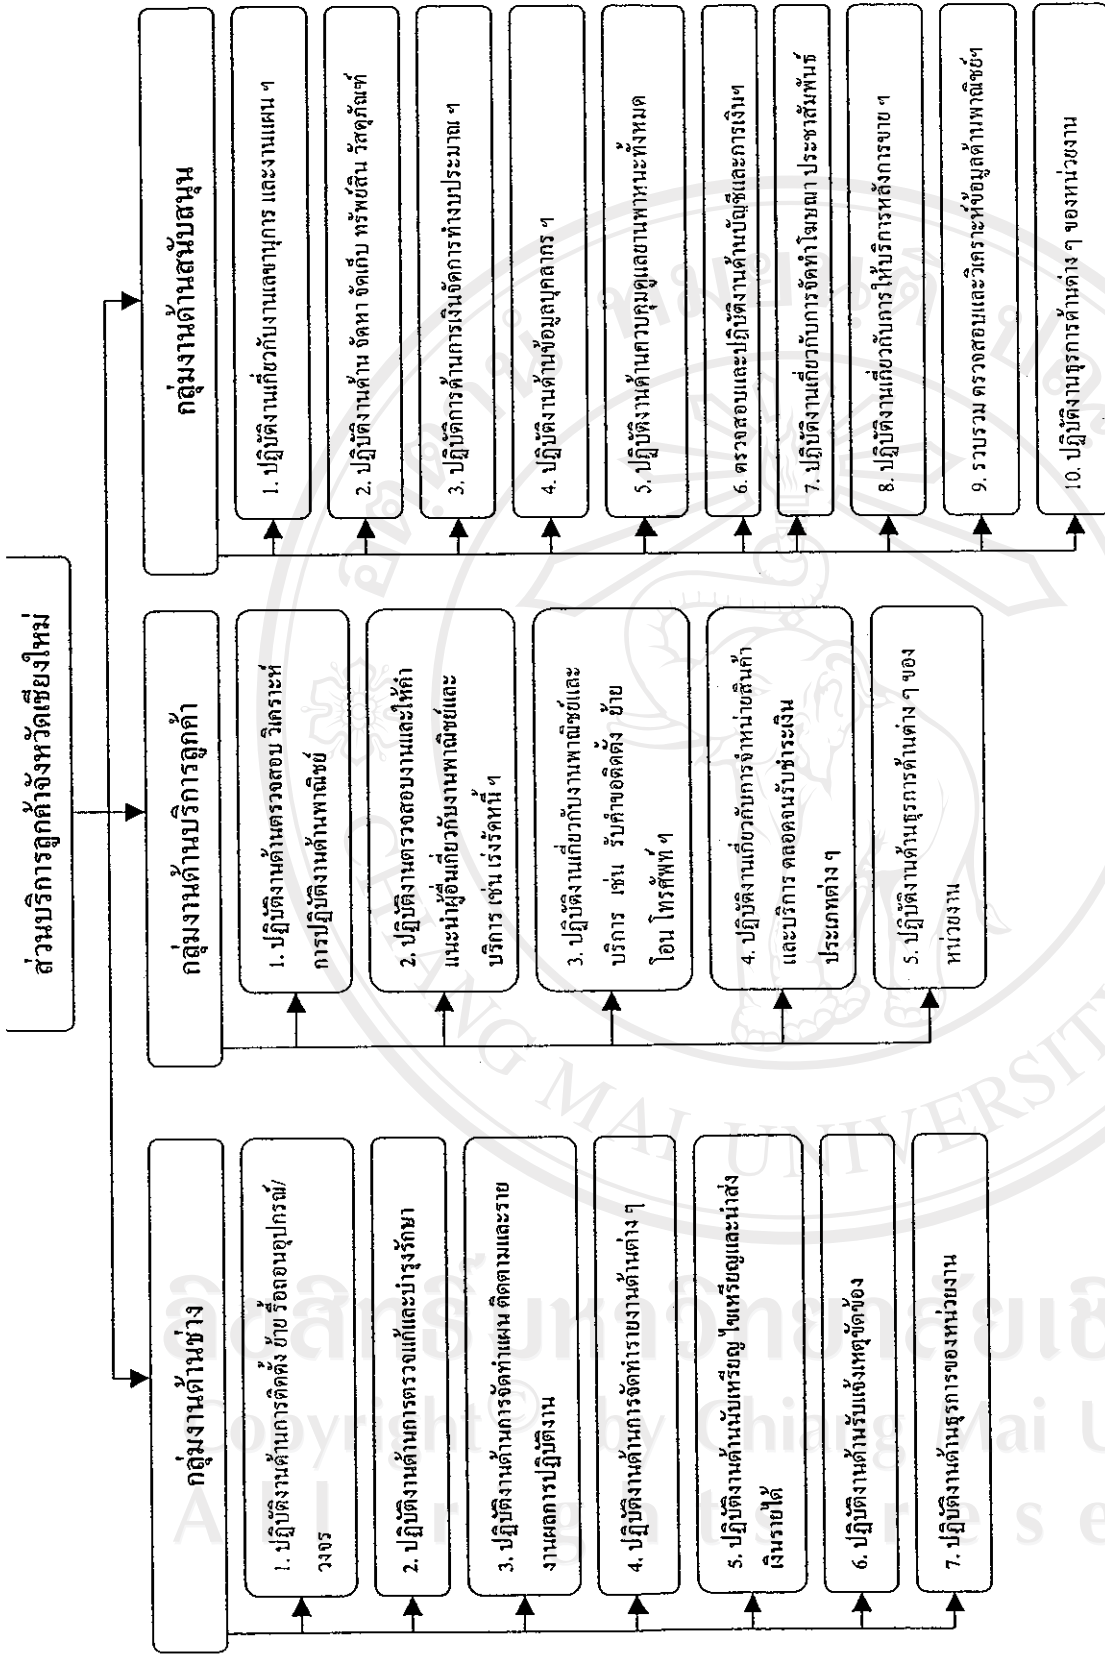 ส่วนบริการลูกค้าจังหวัดเชียงใหม่
กลุ่มงานด้านช่าง
1. ปฏิบัติงานด้านการติดตั้ง ย้าย รื้อถอนอุปกรณ์/
วงจร
2. ปฏิบัติงานด้านการตรวจแก้และบำรุงรักษา
3. ปฏิบัติงานด้านการจัดทำแผน ติดตามและราย
งานผลการปฏิบัติงาน
4. ปฏิบัติงานด้านการจัดทำรายงานด้านต่าง ๆ
5. ปฏิบัติงานด้านนับเหรียญ ไขเหรียญและนำส่ง
เงินรายได้
6. ปฏิบัติงานด้านรับแจ้งเหตุขัดข้อง
7. ปฏิบัติงานด้านธุรการของหน่วยงาน
กลุ่มงานด้านบริการลูกค้า
1. ปฏิบัติงานด้านตรวจสอบ วิเคราะห์
การปฏิบัติงานด้านพาณิชย์
2. ปฏิบัติงานตรวจสอบงานและให้คำ
แนะนำผู้อื่นเกี่ยวกับงานพาณิชย์และ
บริการ เช่น เร่งรัดหนี้ ฯ
3. ปฏิบัติงานเกี่ยวกับงานพาณิชย์และ
บริการ เช่น รับคำขอติดตั้ง ย้าย
โอน โทรศัพท์ ฯ
4. ปฏิบัติงานเกี่ยวกับการจำหน่ายสินค้า
และบริการ ตลอดจนรับชำระเงิน
ประเภทต่าง ๆ
5. ปฏิบัติงานด้านธุรการด้านต่าง ๆ ของ
หน่วยงาน
กลุ่มงานด้านสนับสนุน
1. ปฏิบัติงานเกี่ยวกับงานเลขานุการ และงานแผน ฯ
2. ปฏิบัติงานด้าน จัดหา จัดเก็บ ทรัพย์สิน วัสดุภัณฑ์
3. ปฏิบัติการด้านการเงินจัดการทำงบประมาณ ฯ
4. ปฏิบัติงานด้านข้อมูลบุคลากร ฯ
5. ปฏิบัติงานด้านควบคุมดูแลยานพาหนะทั้งหมด
6. ตรวจสอบและปฏิบัติงานด้านบัญชีและการเงินฯ
7. ปฏิบัติงานเกี่ยวกับการจัดทำโฆษณา ประชาสัมพันธ์
8. ปฏิบัติงานเกี่ยวกับการให้บริการหลังการขาย ฯ
9. รวบรวม ตรวจสอบและวิเคราะห์ข้อมูลด้านพาณิชย์ฯ
10. ปฏิบัติงานธุรการด้านต่าง ๆ ของหน่วยงาน
CHIANG MAI UNIVERSITY
Copyright © by Chiang Mai U